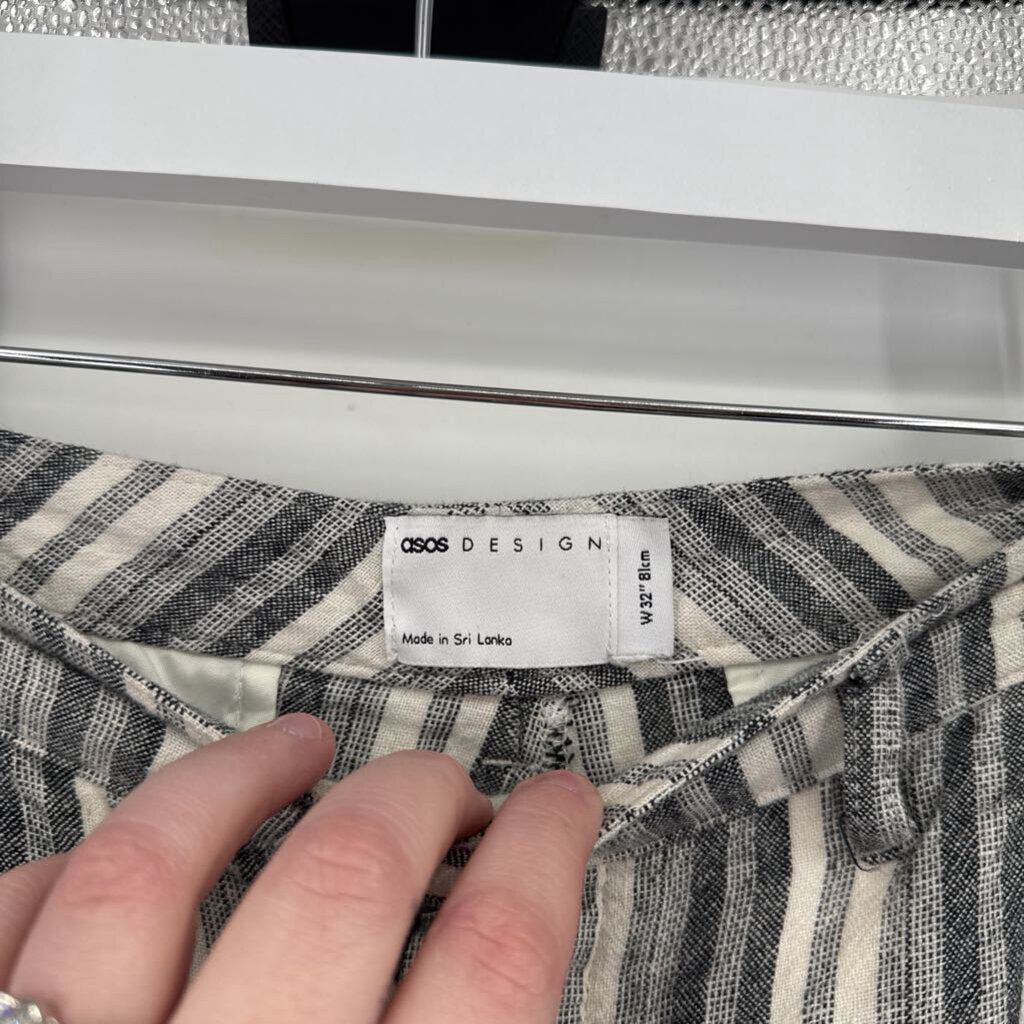 asos DESIGN
Made in Sri Lanka
W 32" 81cm